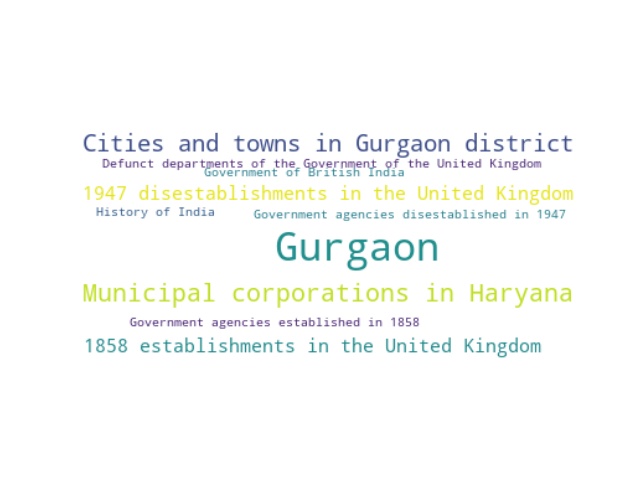 Cities and towns in Gurgaon district
Defunct departments of the Government of the United Kingdom
Government of British India
1947 disestablishments in the United Kingdom
History of India
Government agencies disestablished in 1947
Gurgaon
Municipal corporations in Haryana
Government agencies established in 1858
1858 establishments in the United Kingdom